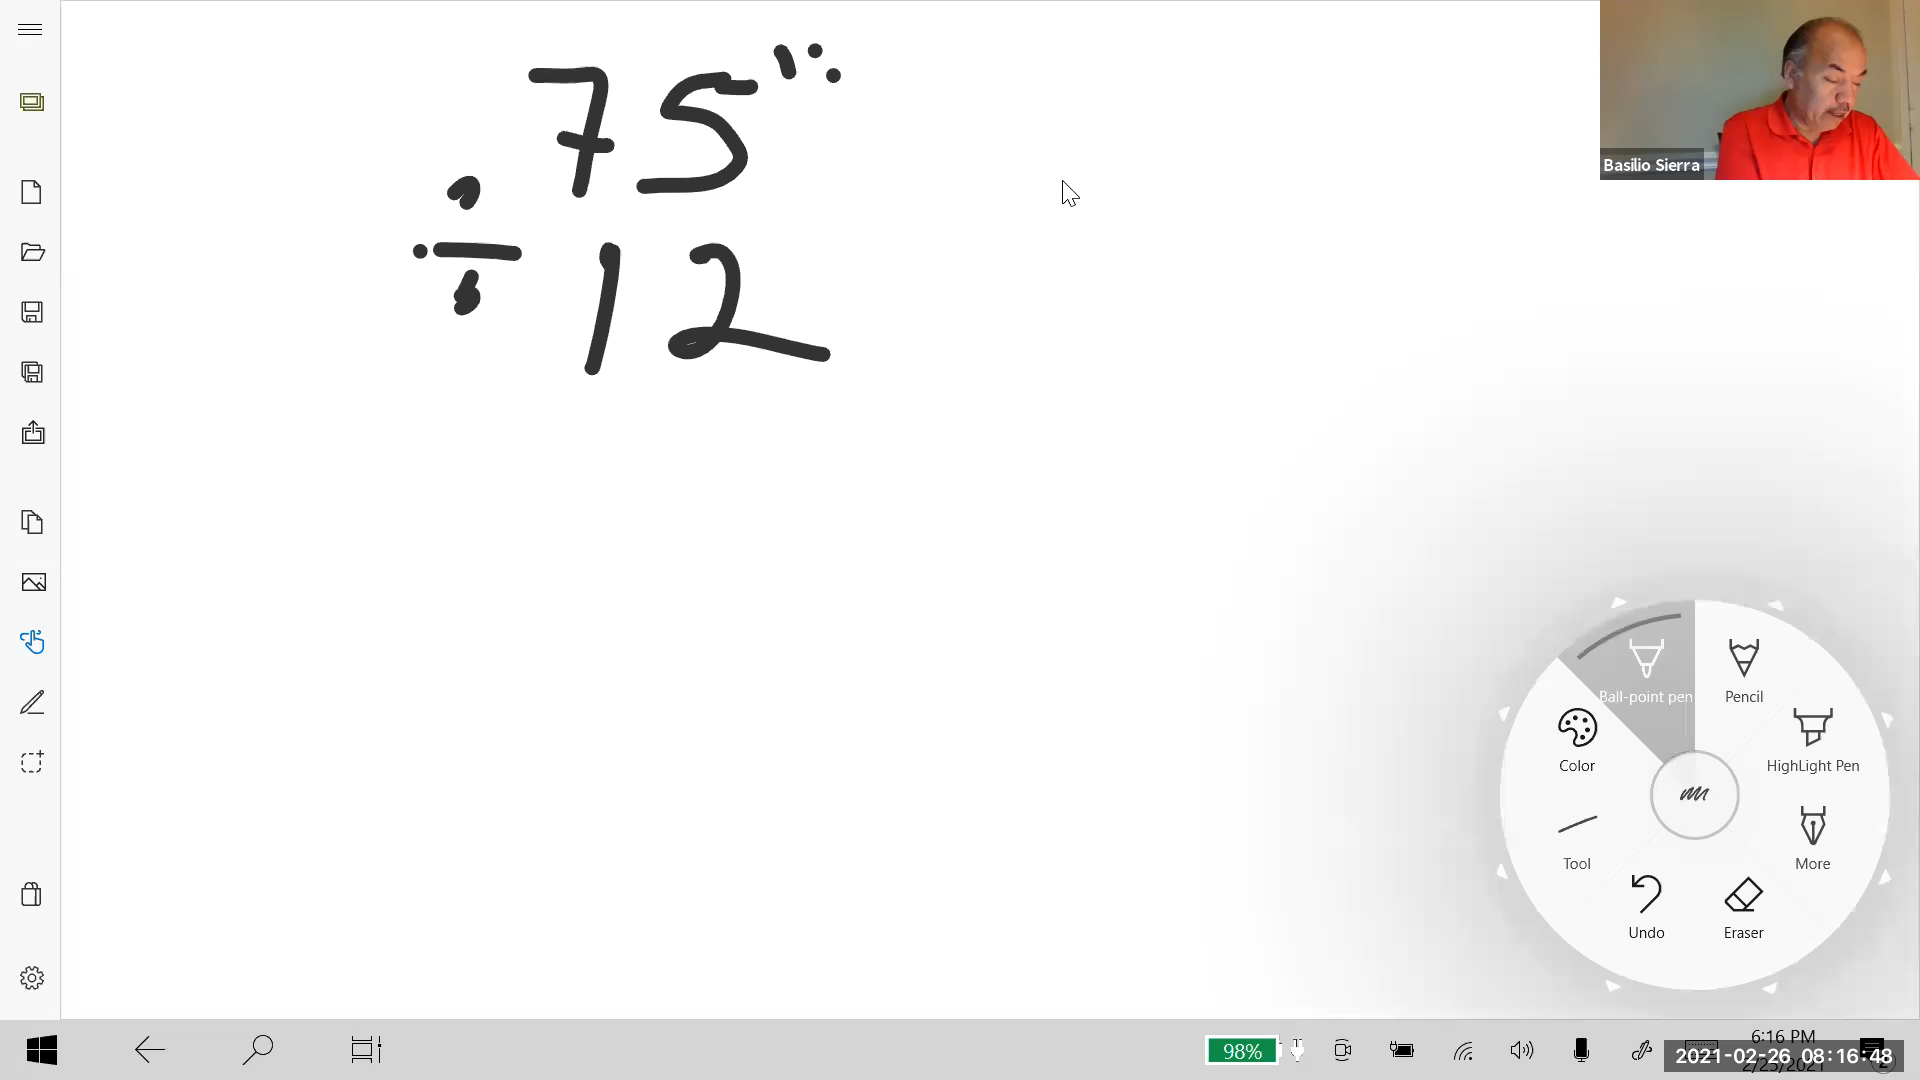 75"
÷ 12
Basilio Sierra
Ball-point pen
Pencil
Color
HighLight Pen
Tool
More
Undo
Eraser
98%
6:16 PM
2021-02-26 08:16:48